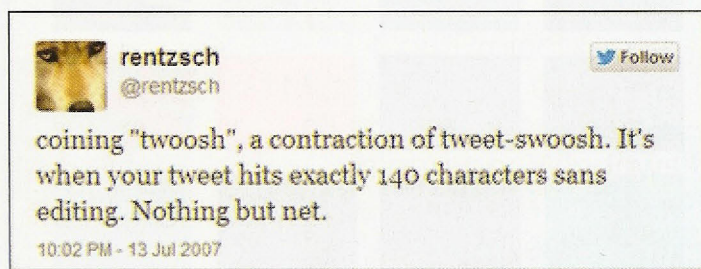 rentzsch
Follow
@rentzsch
coining "twoosh", a contraction of tweet-swoosh. It's
when your tweet hits exactly 140 characters sans
editing. Nothing but net.
10:02 PM - 13 Jul 2007